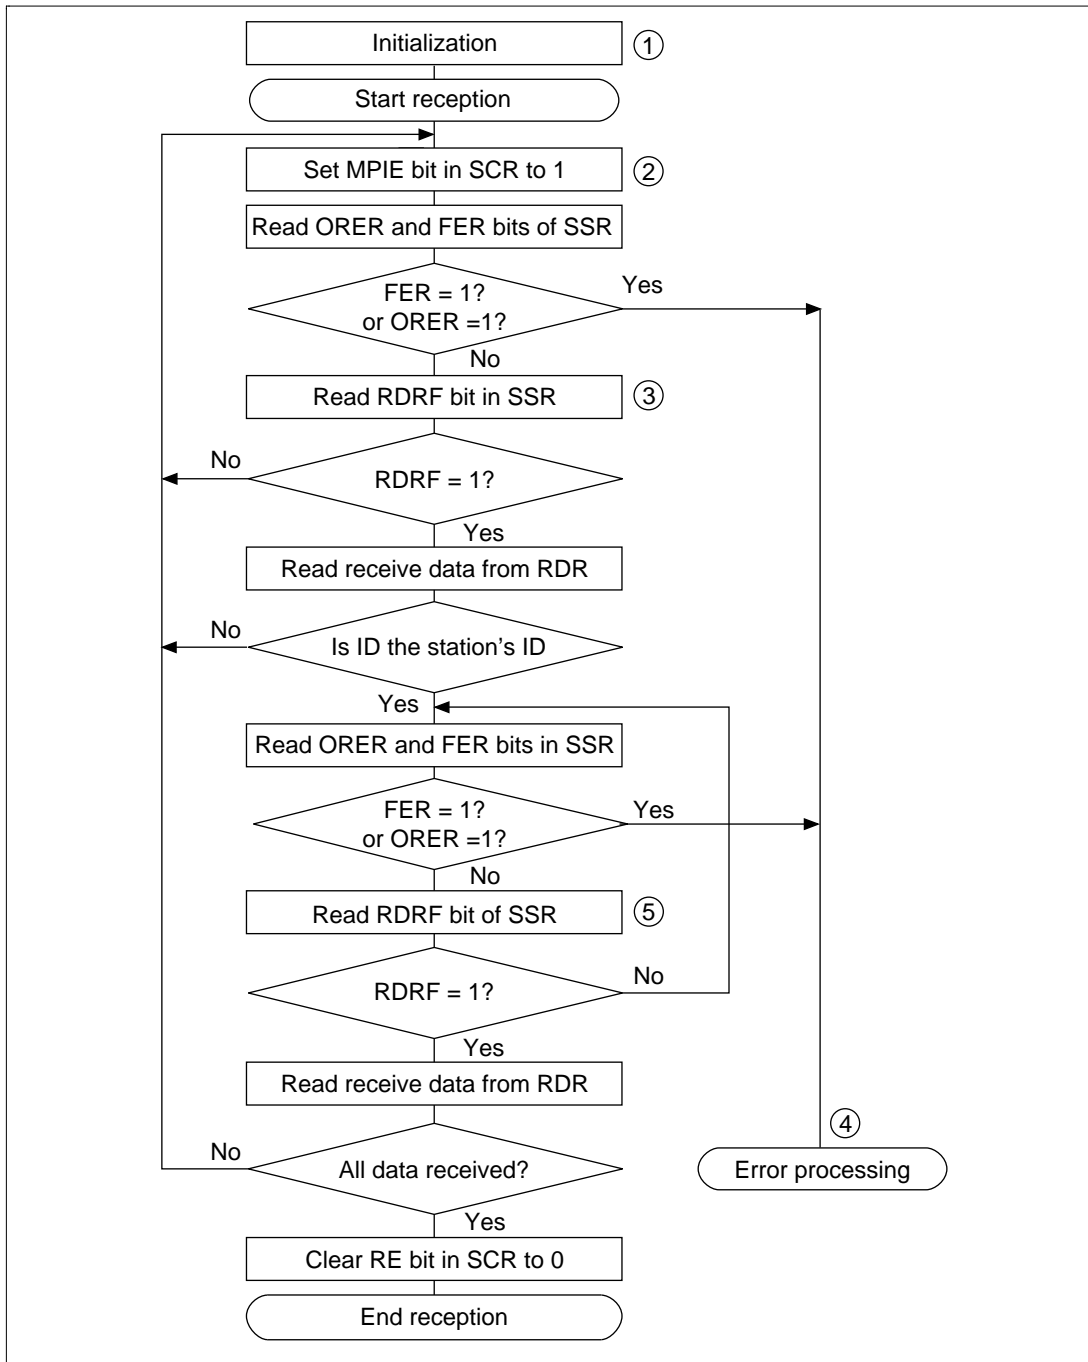 Initialization
1
Start reception
Set MPIE bit in SCR to 1
2
Read ORER and FER bits of SSR
FER = 1?
or ORER =1?
Yes
No
Read RDRF bit in SSR
3
RDRF = 1?
No
Yes
Read receive data from RDR
Is ID the station's ID
No
Yes
Read ORER and FER bits in SSR
FER = 1?
or ORER =1?
Yes
No
Read RDRF bit of SSR
5
RDRF = 1?
No
Yes
Read receive data from RDR
All data received?
No
4
Error processing
Yes
Clear RE bit in SCR to 0
End reception